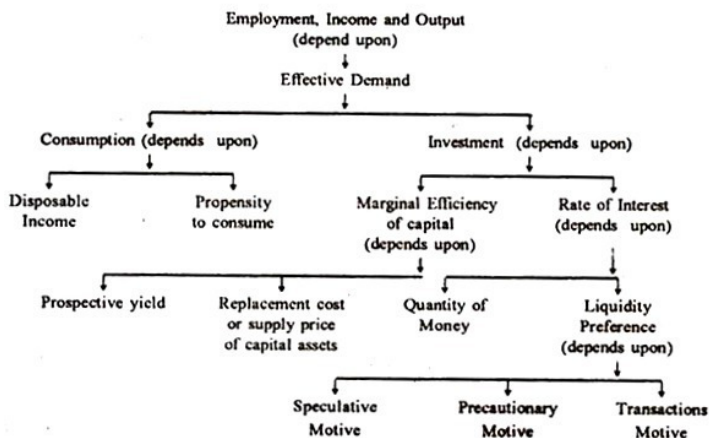 Employment, Income and Output
(depend upon)
Effective Demand
Consumption (depends upon)
Investment (depends upon)
Disposable
Income
Propensity
to consume
Marginal Efficiency
of capital
(depends upon)
Rate of Interest
(depends upon)
Prospective yield
Replacement cost
or supply price
of capital assets
Quantity of
Money
Liquidity
Preference
(depends upon)
Speculative
Motive
Precautionary
Motive
Transactions
Motive